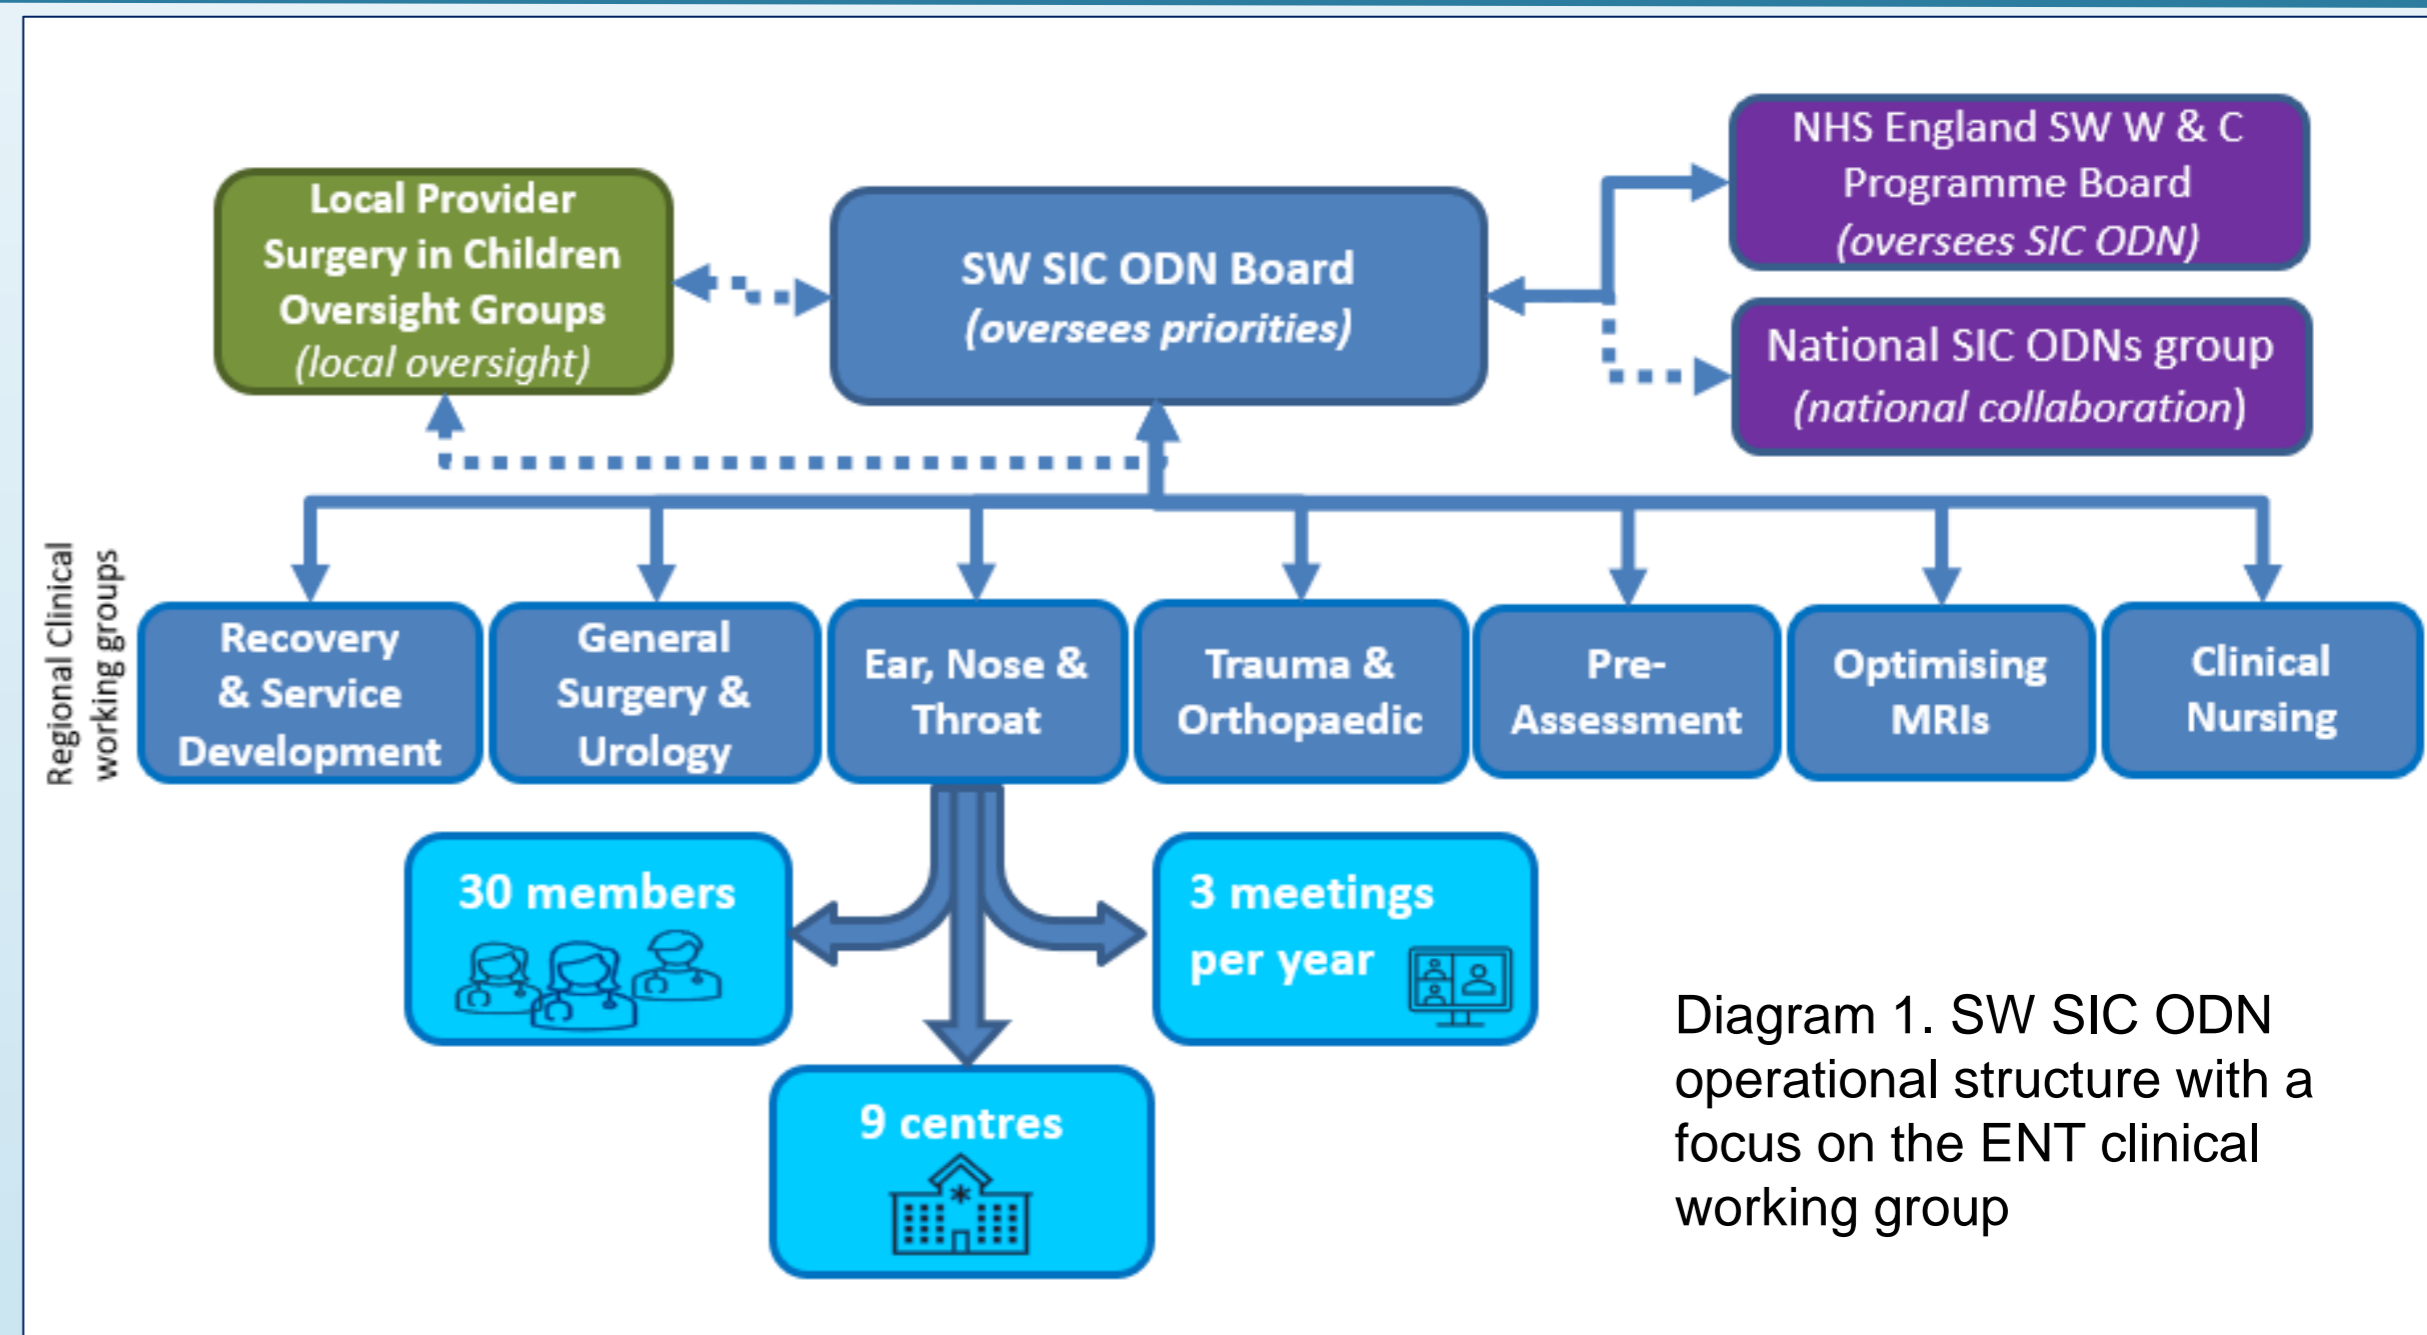 NHS England SW W & C
Programme Board
(oversees SIC ODN)
Local Provider
Surgery in Children
Oversight Groups
(local oversight)
SW SIC ODN Board
(oversees priorities)
National SIC ODNs group
(national collaboration)
Regional Clinical
working groups
Recovery
& Service
Development
General
Surgery &
Urology
Ear, Nose &
Throat
Trauma &
Orthopaedic
Pre-
Assessment
Optimising
MRIs
Clinical
Nursing
30 members
3 meetings
per year
9 centres
Diagram 1. SW SIC ODN
operational structure with a
focus on the ENT clinical
working group